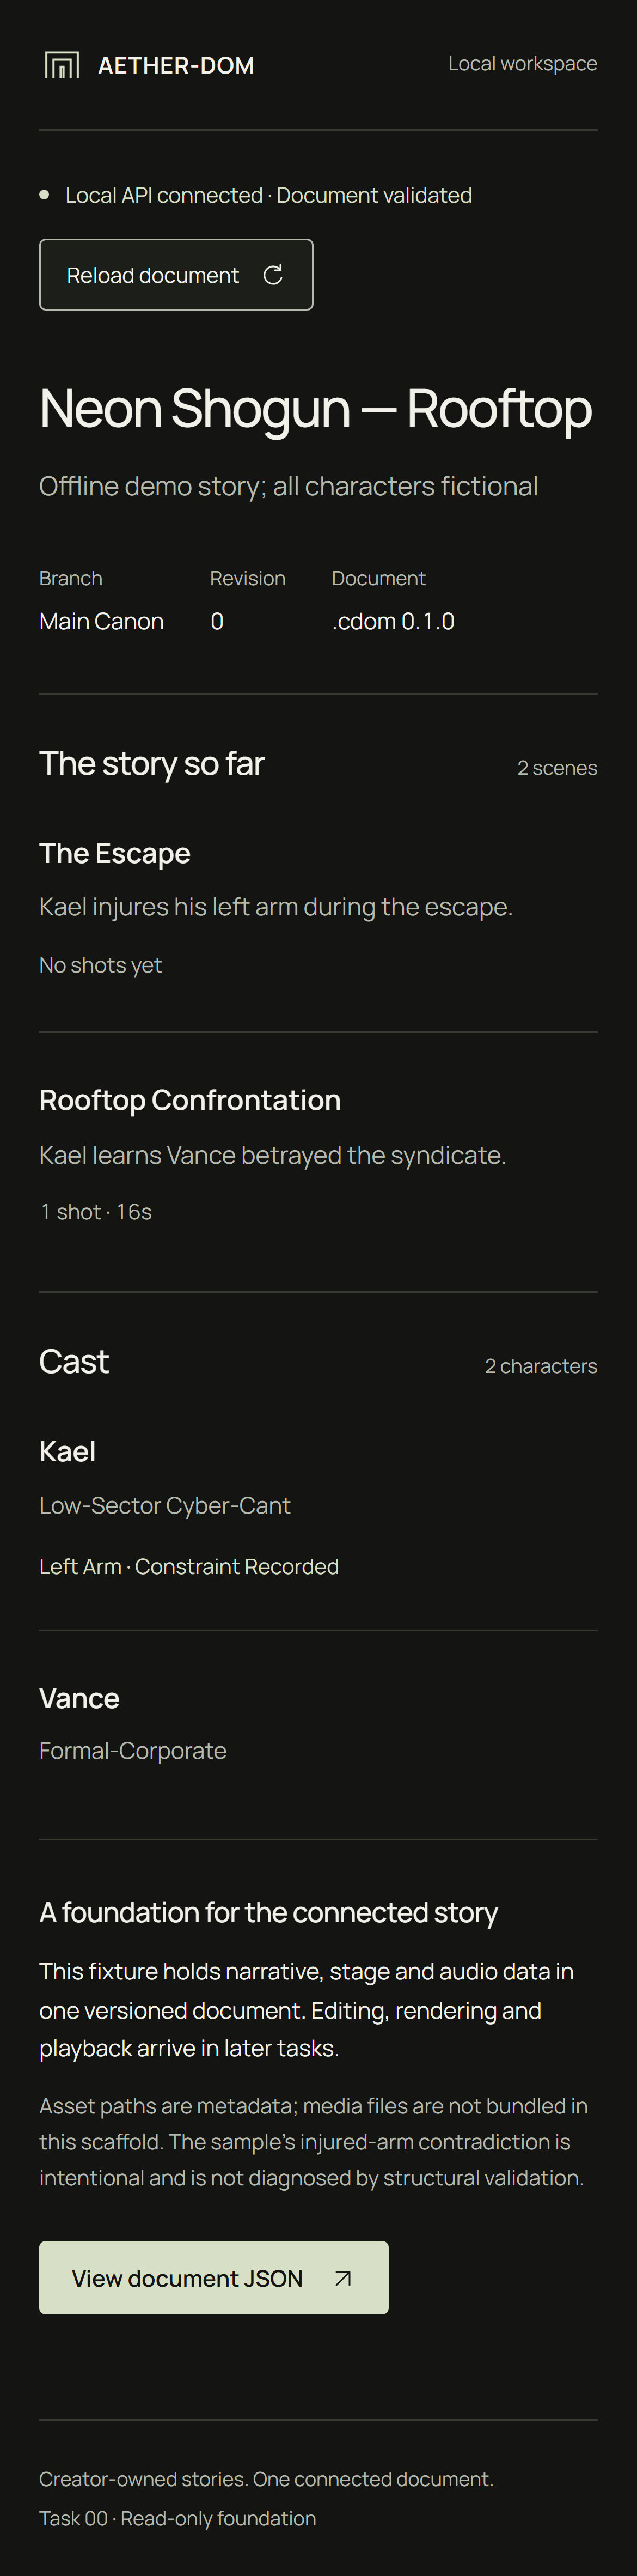 AETHER-DOM
Local workspace
Local API connected · Document validated
Reload document
Neon Shogun — Rooftop
Offline demo story; all characters fictional
Branch Revision Document
Main Canon 0 .cdom 0.1.0
The story so far
2 scenes
The Escape
Kael injures his left arm during the escape.
No shots yet
Rooftop Confrontation
Kael learns Vance betrayed the syndicate.
1 shot · 16s
Cast
2 characters
Kael
Low-Sector Cyber-Cant
Left Arm · Constraint Recorded
Vance
Formal-Corporate
A foundation for the connected story
This fixture holds narrative, stage and audio data in
one versioned document. Editing, rendering and
playback arrive in later tasks.
Asset paths are metadata; media files are not bundled in
this scaffold. The sample’s injured-arm contradiction is
intentional and is not diagnosed by structural validation.
View document JSON
Creator-owned stories. One connected document.
Task 00 · Read-only foundation